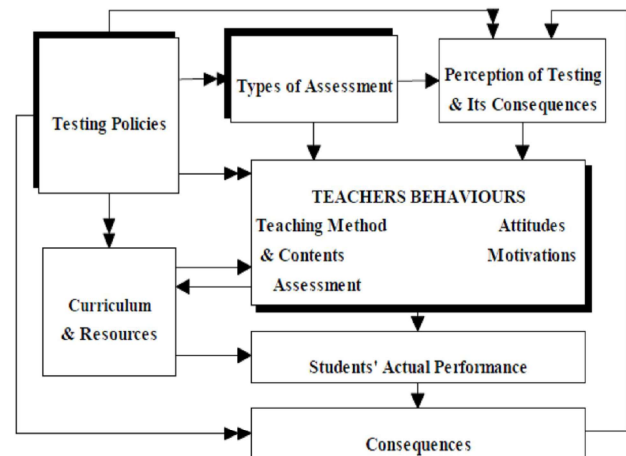 Testing Policies
Types of Assessment
Perception of Testing
& Its Consequences
TEACHERS BEHAVIOURS
Teaching Method
& Contents
Assessment
Attitudes
Motivations
Curriculum
& Resources
Students' Actual Performance
Consequences